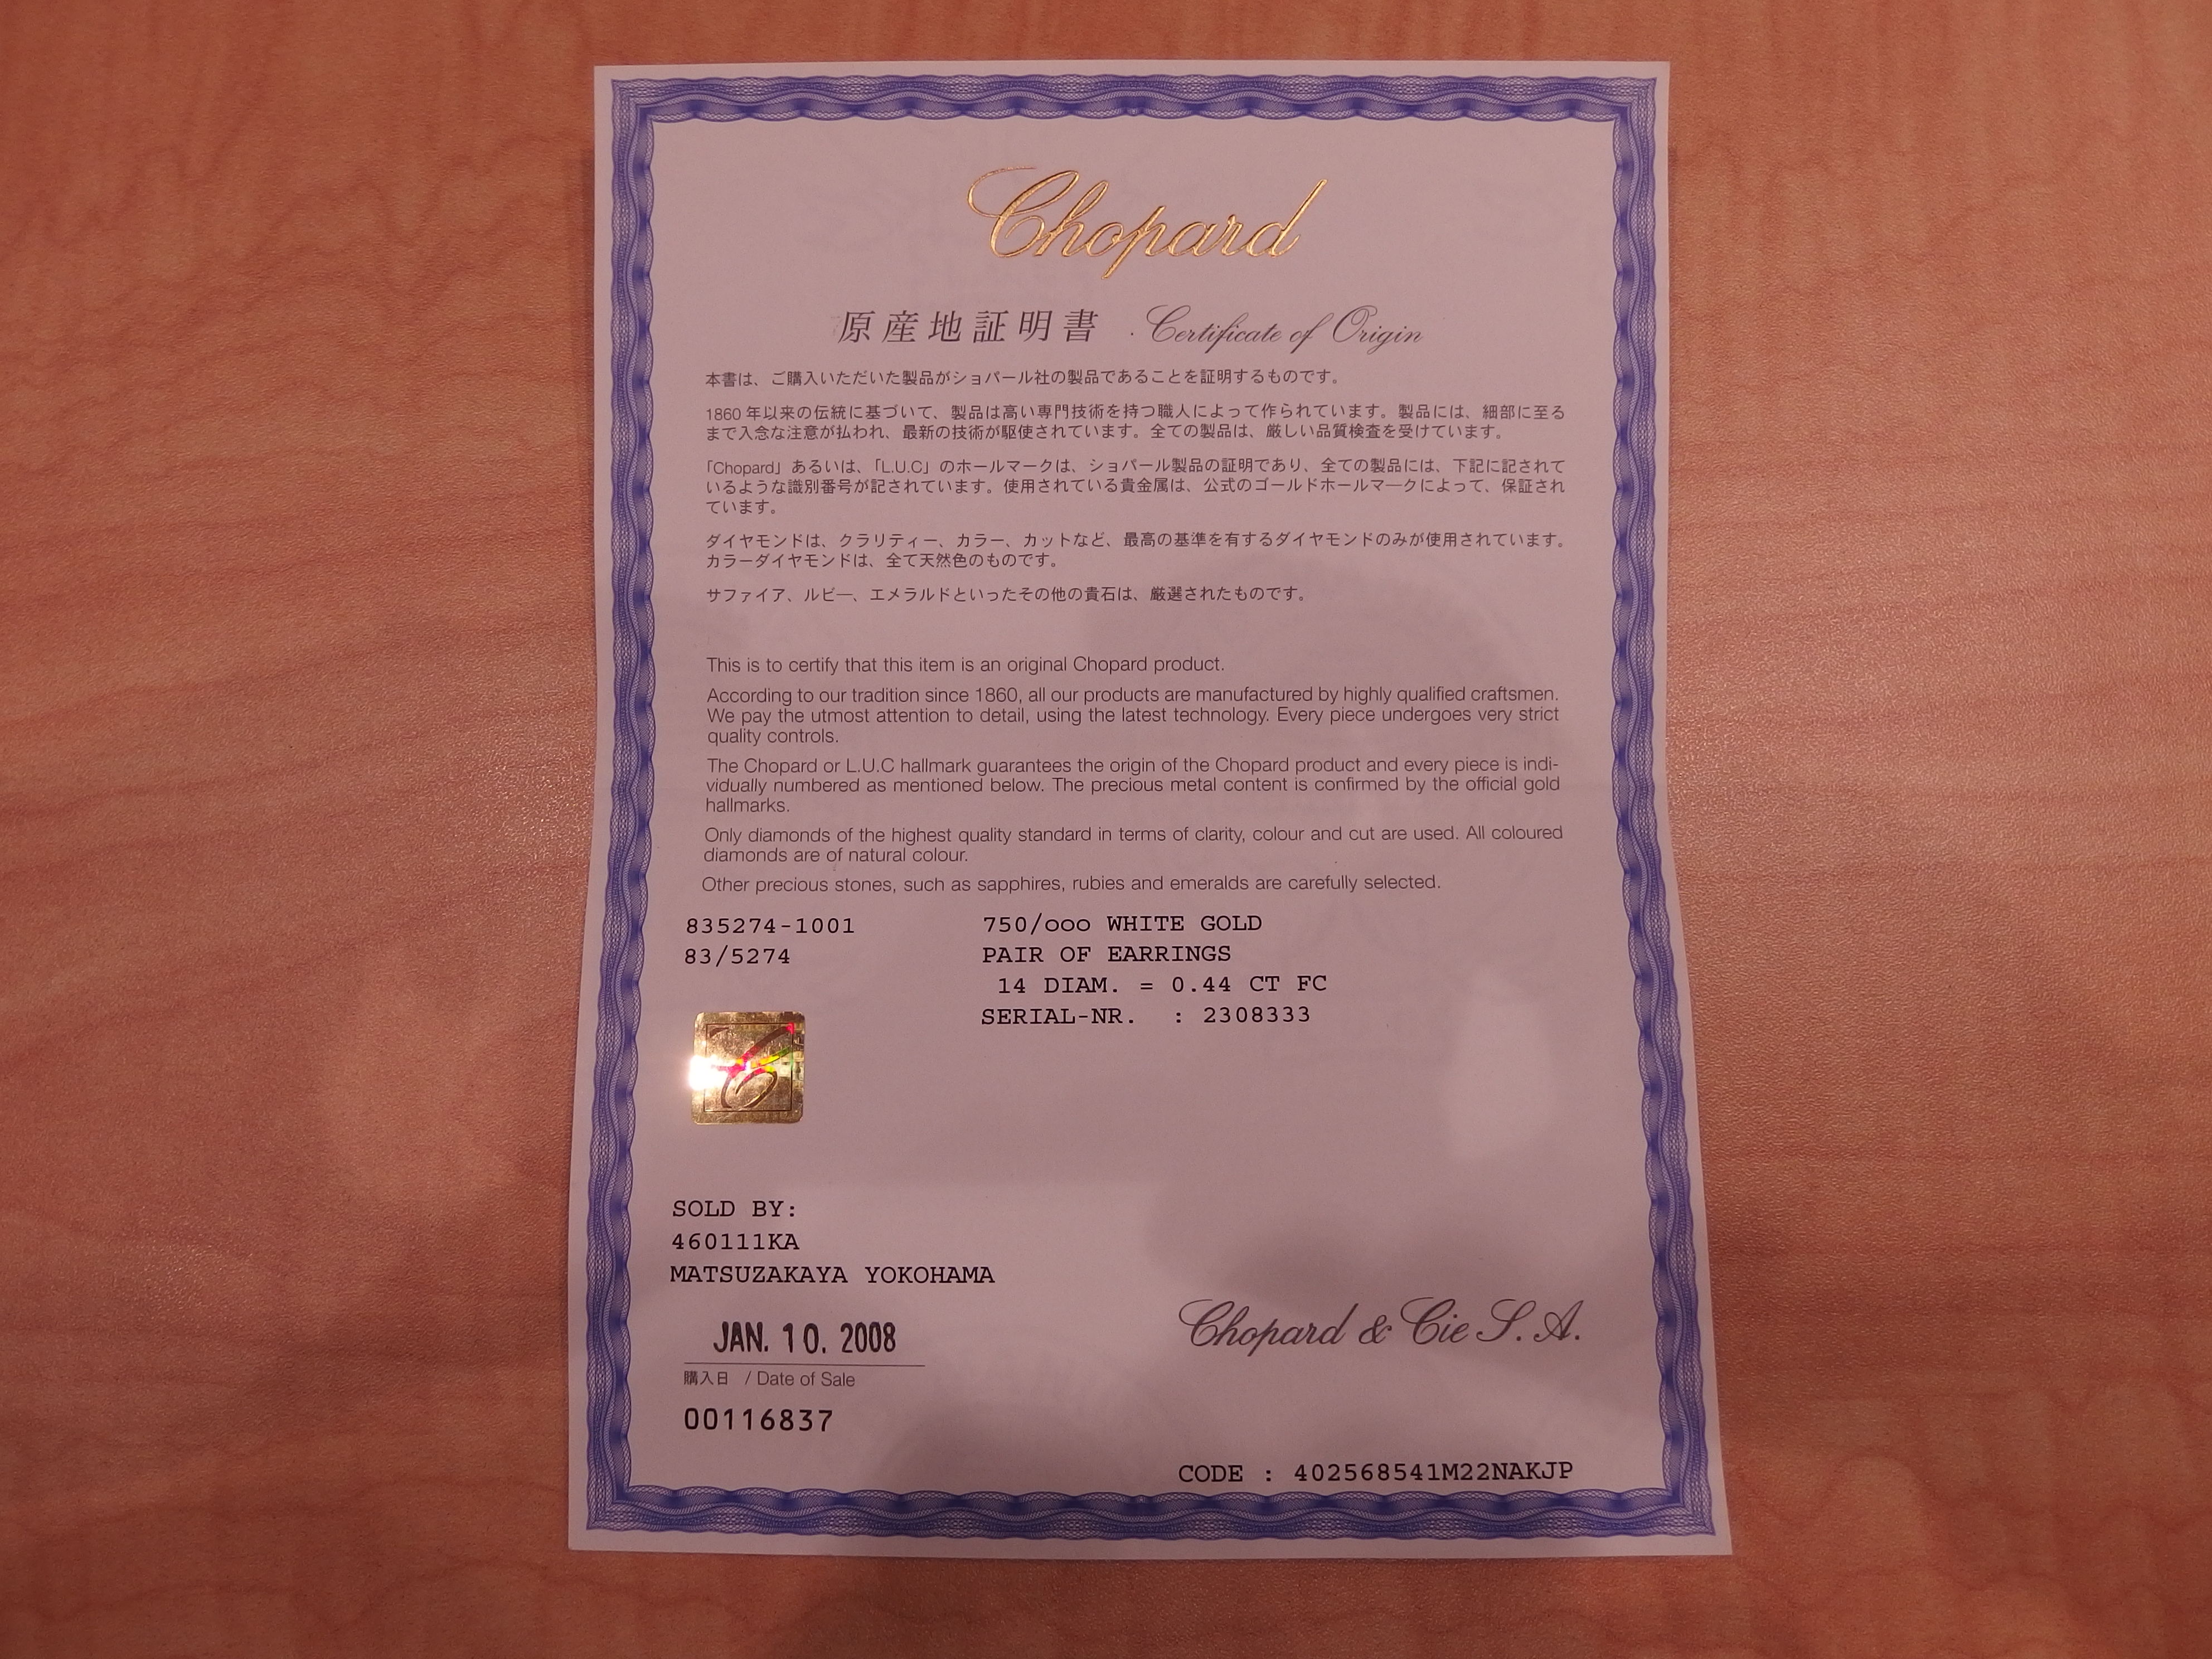 Chopard
原産地証明書 · Certificate of Origin
本書は、ご購入いただいた製品がショパール社の製品であることを証明するものです。
1860 年以来の伝統に基づいて、製品は高い専門技術を持つ職人によって作られています。製品には、細部に至る
まで入念な注意が払われ、最新の技術が駆使されています。全ての製品は、厳しい品質検査を受けています。
「Chopard」あるいは、「L.U.C」のホールマークは、ショパール製品の証明であり、全ての製品には、下記に記されて
いるような識別番号が記されています。使用されている貴金属は、公式のゴールドホールマークによって、保証され
ています。
ダイヤモンドは、クラリティー、カラー、カットなど、最高の基準を有するダイヤモンドのみが使用されています。
カラーダイヤモンドは、全て天然色のものです。
サファイア、ルビー、エメラルドといったその他の貴石は、厳選されたものです。
This is to certify that this item is an original Chopard product.
According to our tradition since 1860, all our products are manufactured by highly qualified craftsmen.
We pay the utmost attention to detail, using the latest technology. Every piece undergoes very strict
quality controls.
The Chopard or L.U.C hallmark guarantees the origin of the Chopard product and every piece is indi-
vidually numbered as mentioned below. The precious metal content is confirmed by the official gold
hallmarks.
Only diamonds of the highest quality standard in terms of clarity, colour and cut are used. All coloured
diamonds are of natural colour.
Other precious stones, such as sapphires, rubies and emeralds are carefully selected.
835274-1001 750/ooo WHITE GOLD
83/5274 PAIR OF EARRINGS
14 DIAM. = 0.44 CT FC
SERIAL-NR. : 2308333
SOLD BY:
460111KA
MATSUZAKAYA YOKOHAMA
JAN. 10. 2008
Chopard & Cie S. A.
購入日 / Date of Sale
00116837
CODE : 402568541M22NAKJP